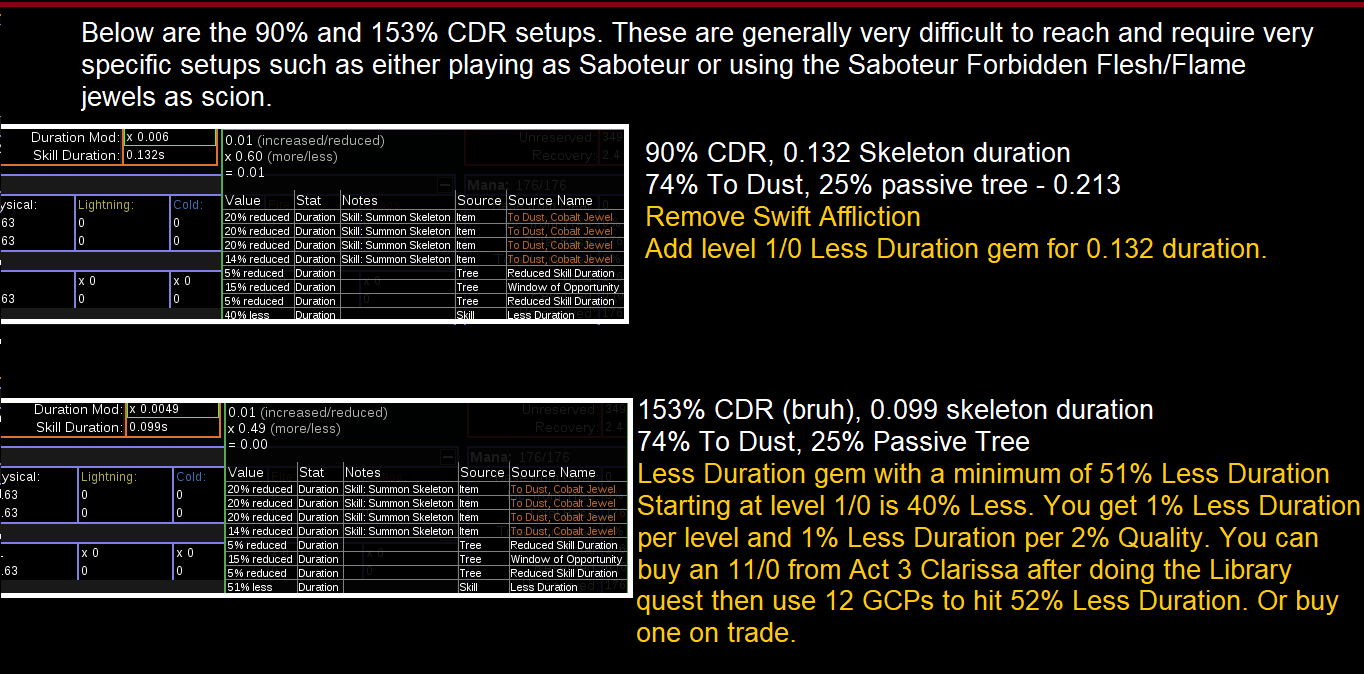 Below are the 90% and 153% CDR setups. These are generally very difficult to reach and require very
specific setups such as either playing as Saboteur or using the Saboteur Forbidden Flesh/Flame
jewels as scion.
Duration Mod: x 0.006
Skill Duration: 0.132s
0.01 (increased/reduced)
x 0.60 (more/less)
= 0.01
Unreserved: 349
Recovery: 2.4
Mana: 176/176
ysical: Lightning: Cold:
63 0 0
63 0 0
x 0 x 0
63 0 0
Value Stat Notes Source Source Name
20% reduced Duration Skill: Summon Skeleton Item To Dust, Cobalt Jewel
20% reduced Duration Skill: Summon Skeleton Item To Dust, Cobalt Jewel
20% reduced Duration Skill: Summon Skeleton Item To Dust, Cobalt Jewel
14% reduced Duration Skill: Summon Skeleton Item To Dust, Cobalt Jewel
5% reduced Duration Tree Reduced Skill Duration
15% reduced Duration Tree Window of Opportunity
5% reduced Duration Tree Reduced Skill Duration
40% less Duration Skill Less Duration
90% CDR, 0.132 Skeleton duration
74% To Dust, 25% passive tree - 0.213
Remove Swift Affliction
Add level 1/0 Less Duration gem for 0.132 duration.
Duration Mod: x 0.0049
Skill Duration: 0.099s
0.01 (increased/reduced)
x 0.49 (more/less)
= 0.00
Unreserved: 349
Recovery: 2.4
Mana: 176/176
ysical: Lightning: Cold:
.63 0 0
.63 0 0
x 0 x 0
.63 0 0
Value Stat Notes Source Source Name
20% reduced Duration Skill: Summon Skeleton Item To Dust, Cobalt Jewel
20% reduced Duration Skill: Summon Skeleton Item To Dust, Cobalt Jewel
20% reduced Duration Skill: Summon Skeleton Item To Dust, Cobalt Jewel
14% reduced Duration Skill: Summon Skeleton Item To Dust, Cobalt Jewel
5% reduced Duration Tree Reduced Skill Duration
15% reduced Duration Tree Window of Opportunity
5% reduced Duration Tree Reduced Skill Duration
51% less Duration Skill Less Duration
153% CDR (bruh), 0.099 skeleton duration
74% To Dust, 25% Passive Tree
Less Duration gem with a minimum of 51% Less Duration
Starting at level 1/0 is 40% Less. You get 1% Less Duration
per level and 1% Less Duration per 2% Quality. You can
buy an 11/0 from Act 3 Clarissa after doing the Library
quest then use 12 GCPs to hit 52% Less Duration. Or buy
one on trade.